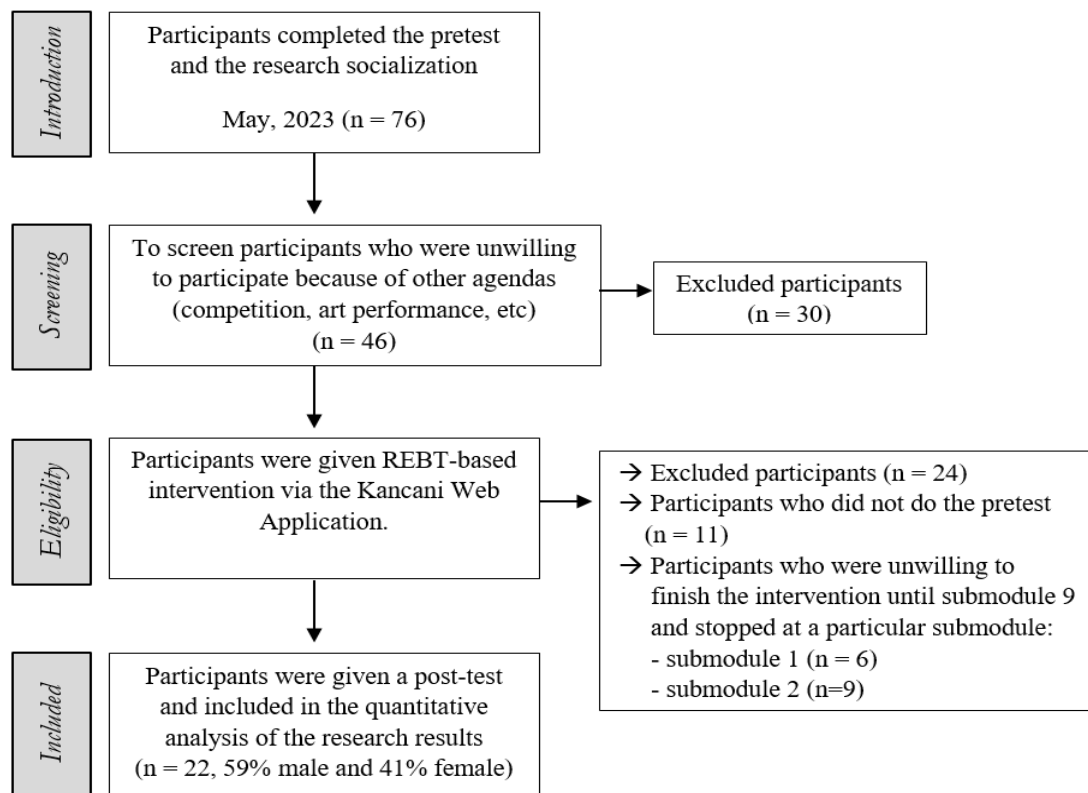 Introduction
Participants completed the pretest
and the research socialization
May, 2023 (n = 76)
Screening
To screen participants who were unwilling
to participate because of other agendas
(competition, art performance, etc)
(n = 46)
Excluded participants
(n = 30)
Eligibility
Participants were given REBT-based
intervention via the Kancani Web
Application.
→ Excluded participants (n = 24)
→ Participants who did not do the pretest
(n = 11)
→ Participants who were unwilling to
finish the intervention until submodule 9
and stopped at a particular submodule:
- submodule 1 (n = 6)
- submodule 2 (n=9)
Included
Participants were given a post-test
and included in the quantitative
analysis of the research results
(n = 22, 59% male and 41% female)